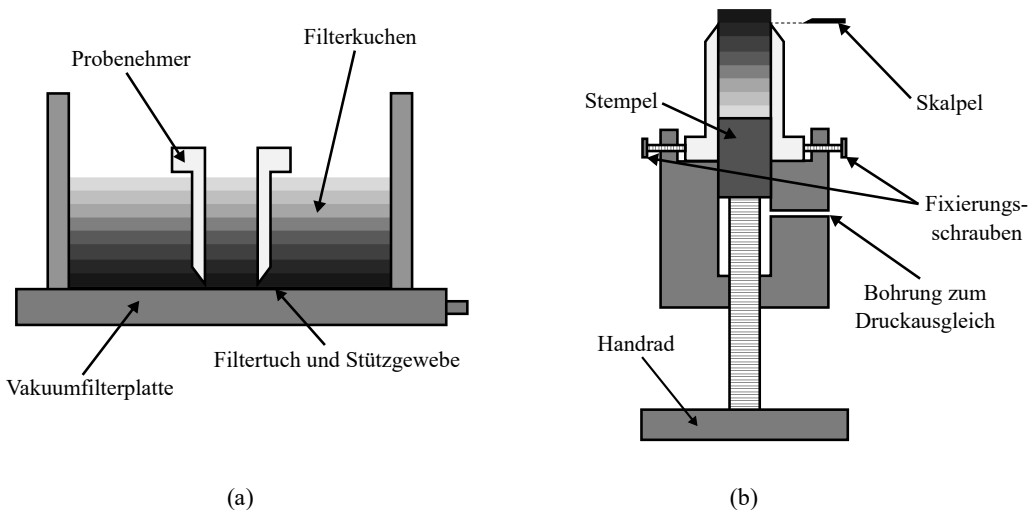 Probenehmer
Filterkuchen
Filtertuch und Stützgewebe
Vakuumfilterplatte
(a)
Skalpel
Stempel
Fixierungs-
schrauben
Bohrung zum
Druckausgleich
Handrad
(b)